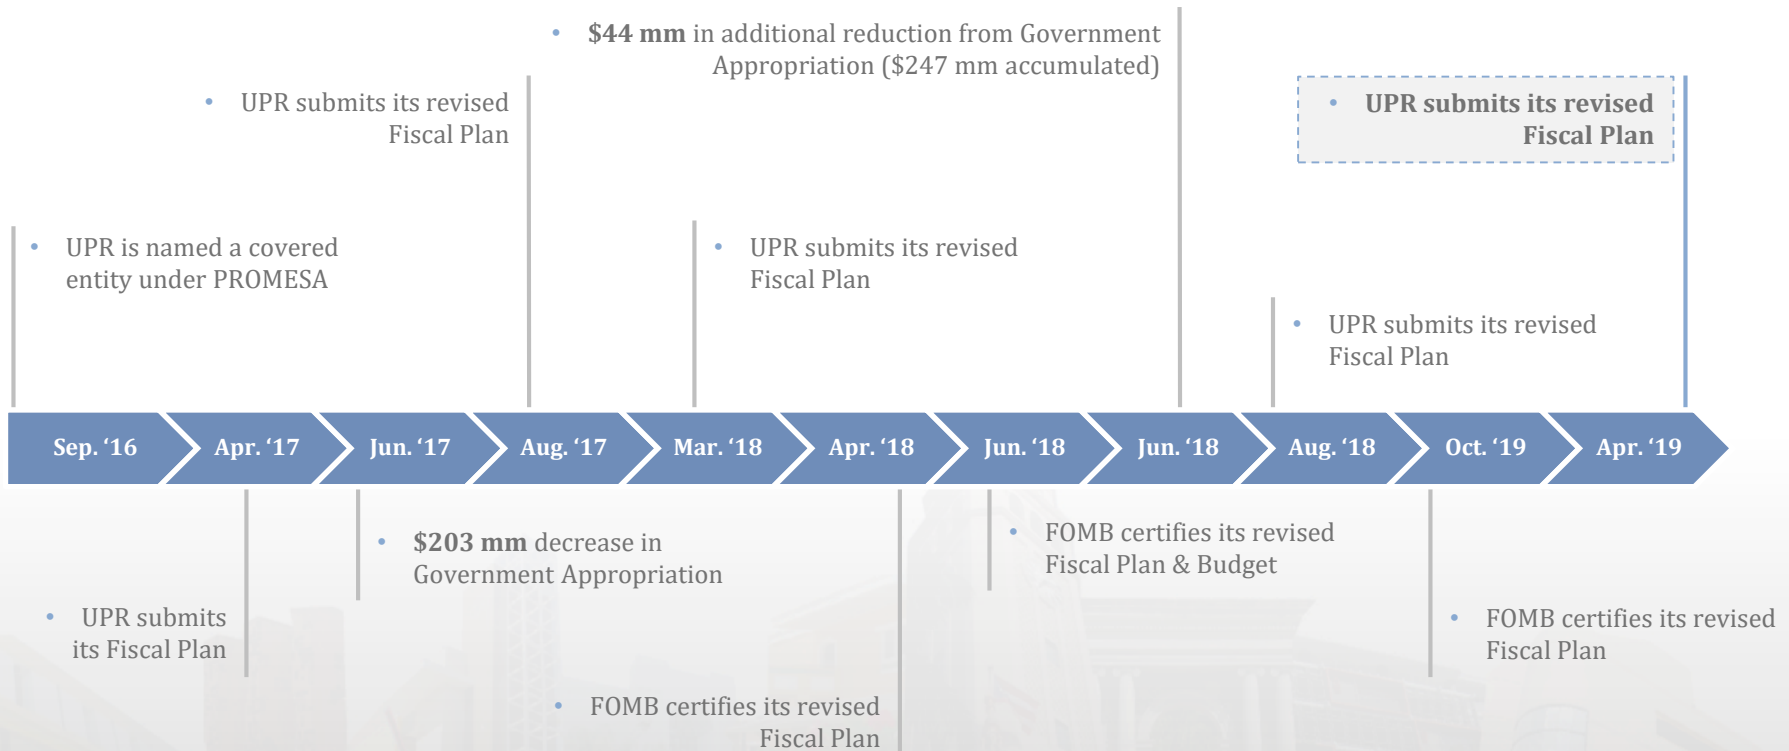 • $44 mm in additional reduction from Government
Appropriation ($247 mm accumulated)
• UPR submits its revised
Fiscal Plan
• UPR submits its revised
Fiscal Plan
• UPR is named a covered
entity under PROMESA
• UPR submits its revised
Fiscal Plan
• UPR submits its revised
Fiscal Plan
Sep. ‘16
Apr. ‘17
Jun. ‘17
Aug. ‘17
Mar. ‘18
Apr. ‘18
Jun. ‘18
Jun. ‘18
Aug. ‘18
Oct. ‘19
Apr. ‘19
• $203 mm decrease in
Government Appropriation
• FOMB certifies its revised
Fiscal Plan & Budget
• UPR submits
its Fiscal Plan
• FOMB certifies its revised
Fiscal Plan
• FOMB certifies its revised
Fiscal Plan